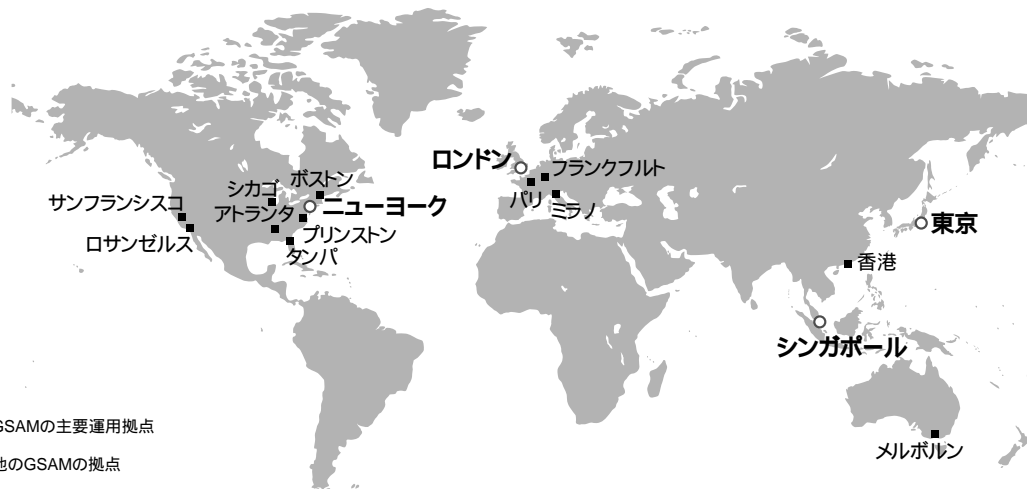 ロンドン
フランクフルト
パリ
ミラノ
シカゴ
ボストン
サンフランシスコ
アトランタ
ニューヨーク
ロサンゼルス
プリンストン
タンパ
東京
香港
シンガポール
メルボルン
GSAMの主要運用拠点
他のGSAMの拠点